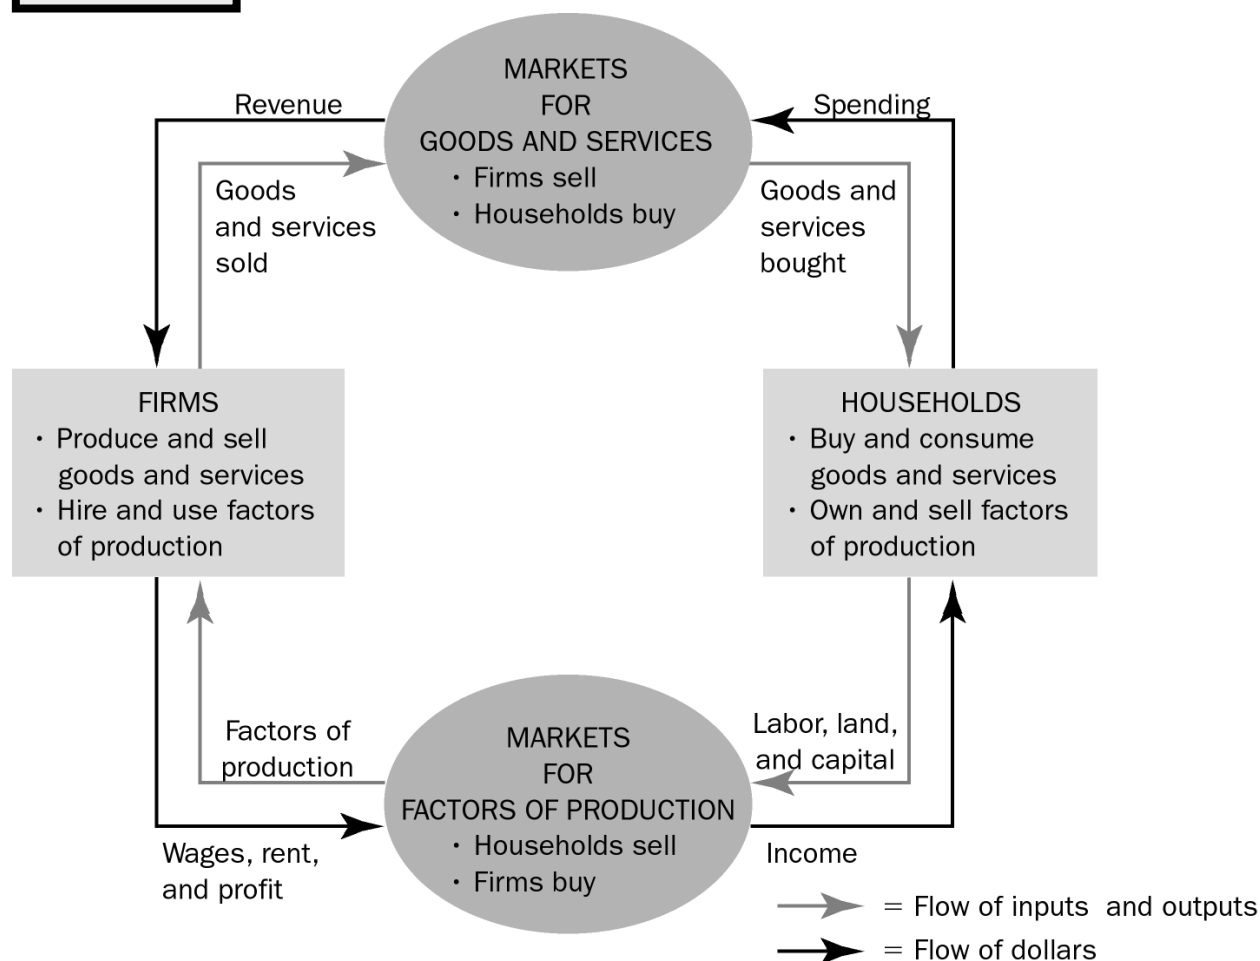 MARKETS
FOR
GOODS AND SERVICES
• Firms sell
• Households buy
Revenue
Spending
Goods
and services
sold
Goods and
services
bought
FIRMS
• Produce and sell
goods and services
• Hire and use factors
of production
HOUSEHOLDS
• Buy and consume
goods and services
• Own and sell factors
of production
Factors of
production
Labor, land,
and capital
MARKETS
FOR
FACTORS OF PRODUCTION
• Households sell
• Firms buy
Wages, rent,
and profit
Income
= Flow of inputs and outputs
= Flow of dollars